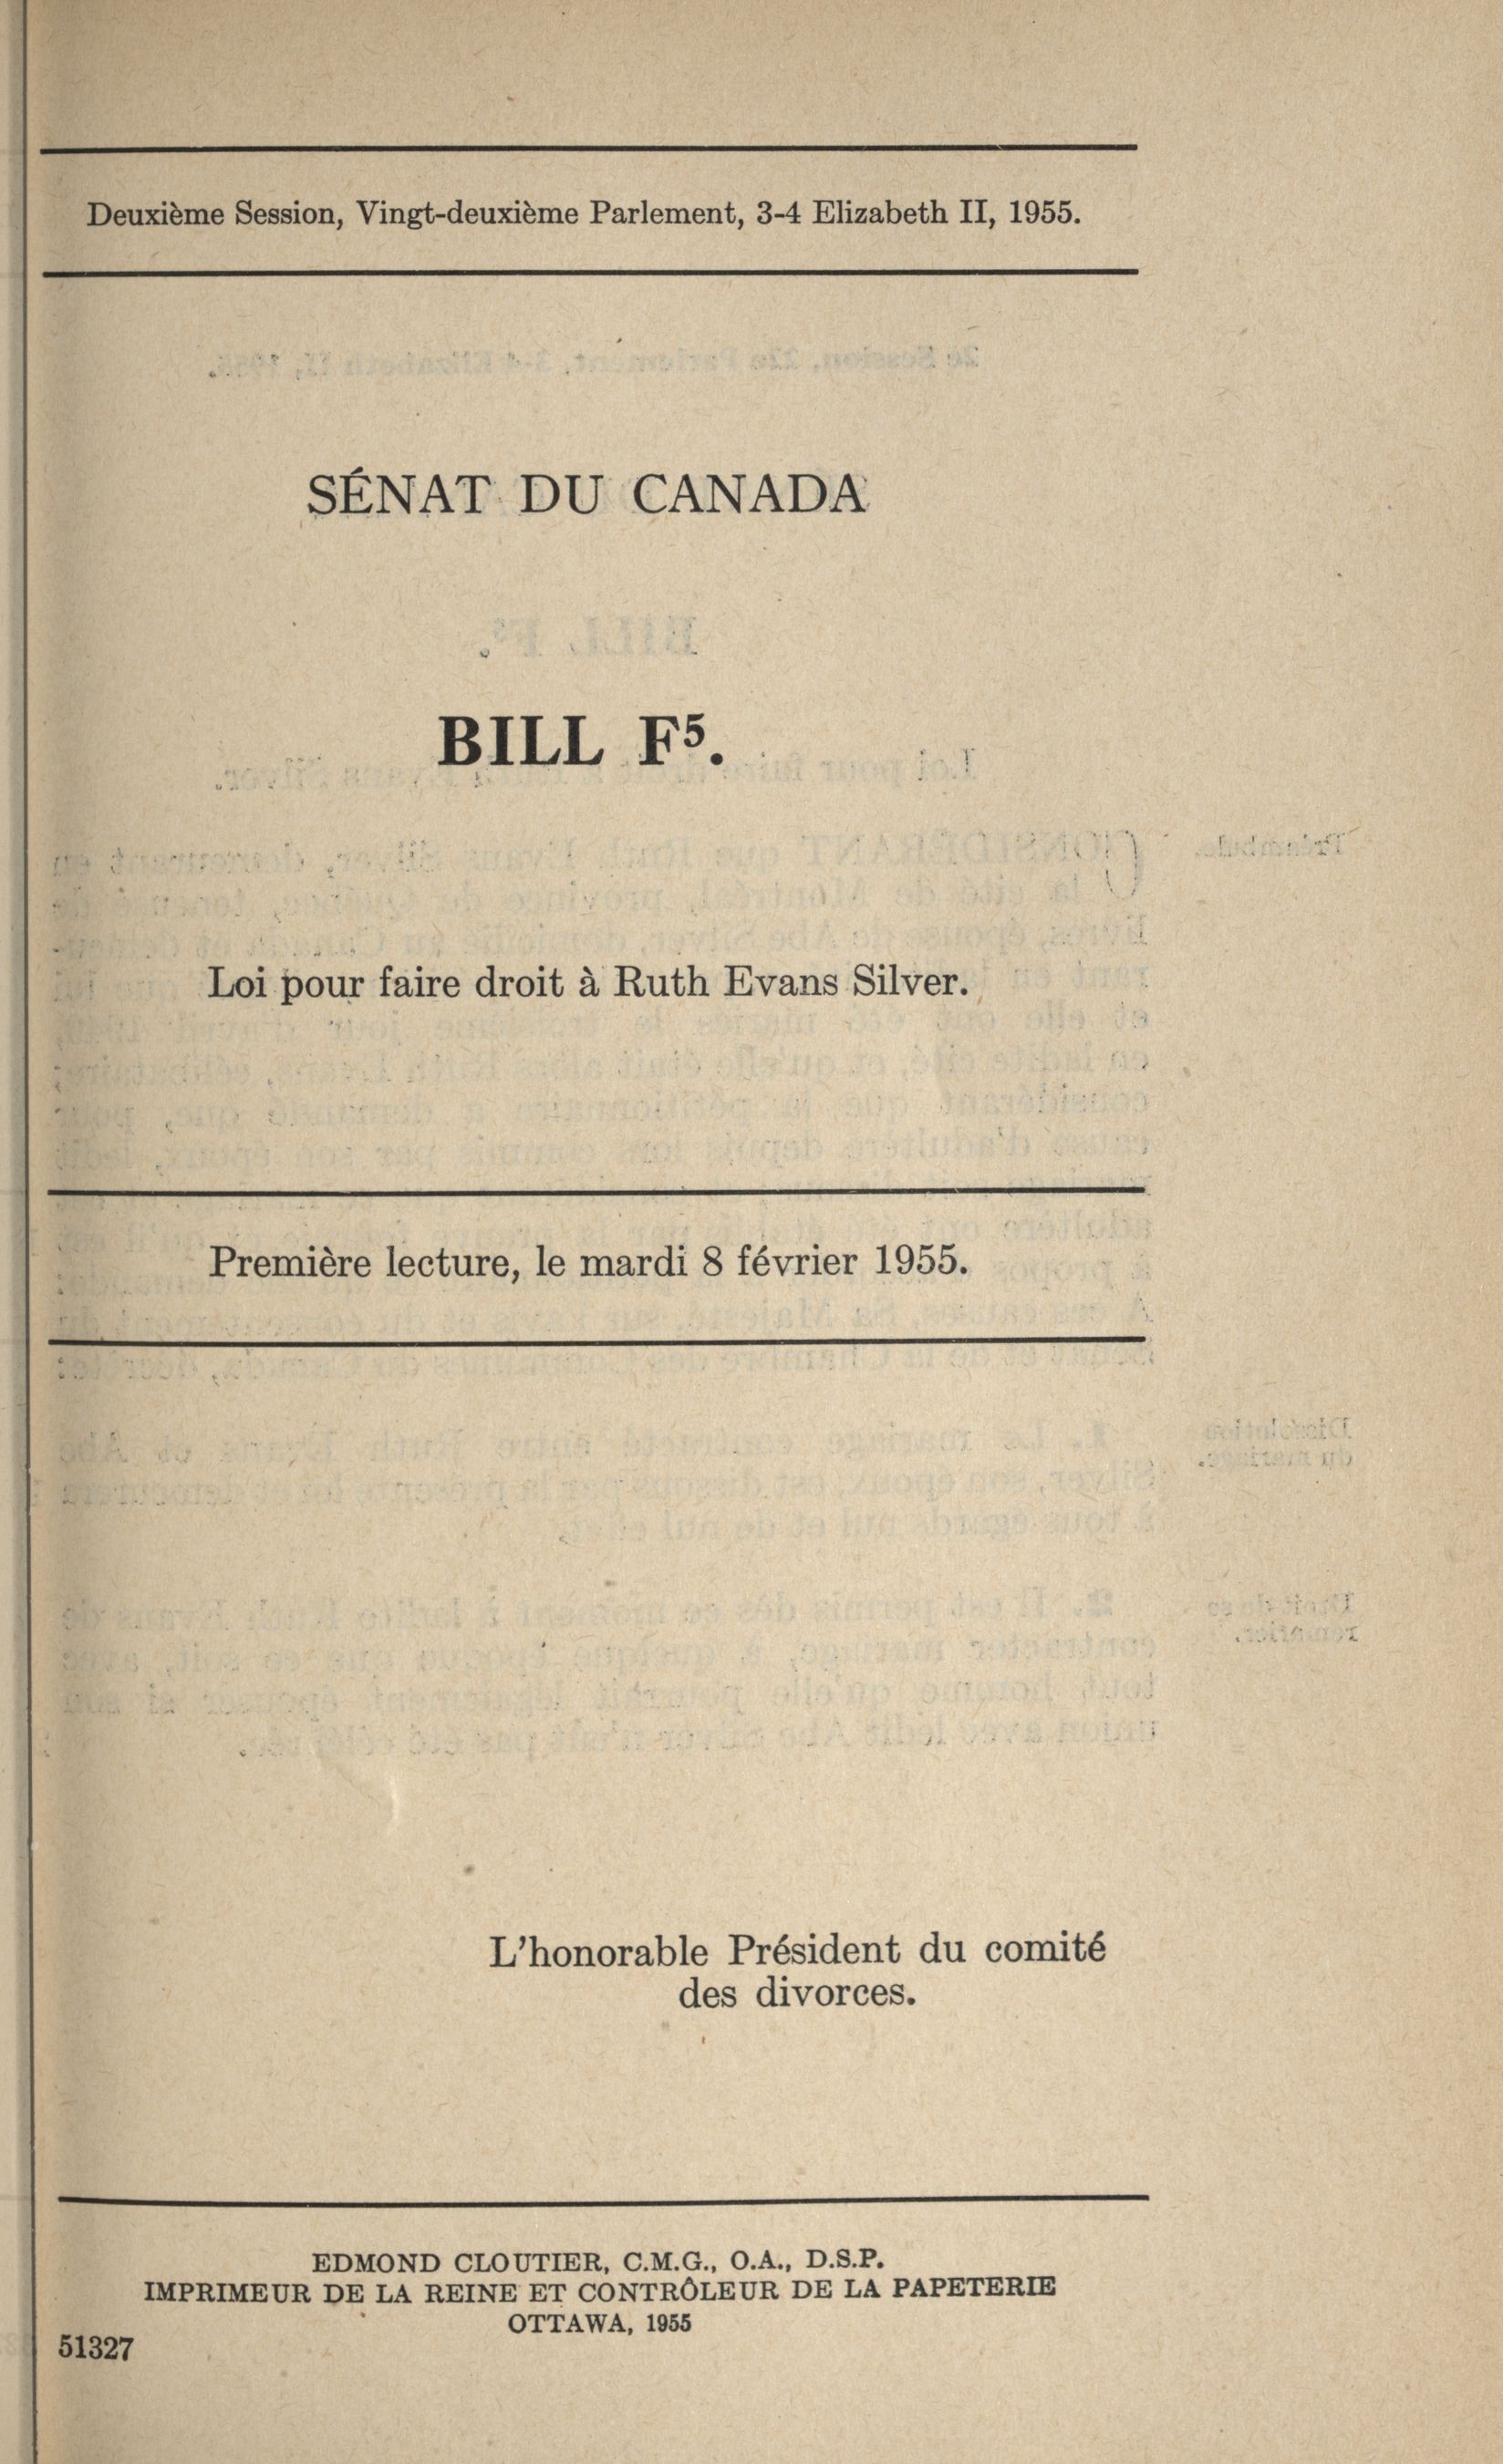 Deuxième Session, Vingt-deuxième Parlement, 3-4 Elizabeth II, 1955.
SÉNAT DU CANADA
BILL F⁵.
Loi pour faire droit à Ruth Evans Silver.
Première lecture, le mardi 8 février 1955.
L'honorable Président du comité
des divorces.
EDMOND CLOUTIER, C.M.G., O.A., D.S.P.
IMPRIMEUR DE LA REINE ET CONTRÔLEUR DE LA PAPETERIE
OTTAWA, 1955
51327